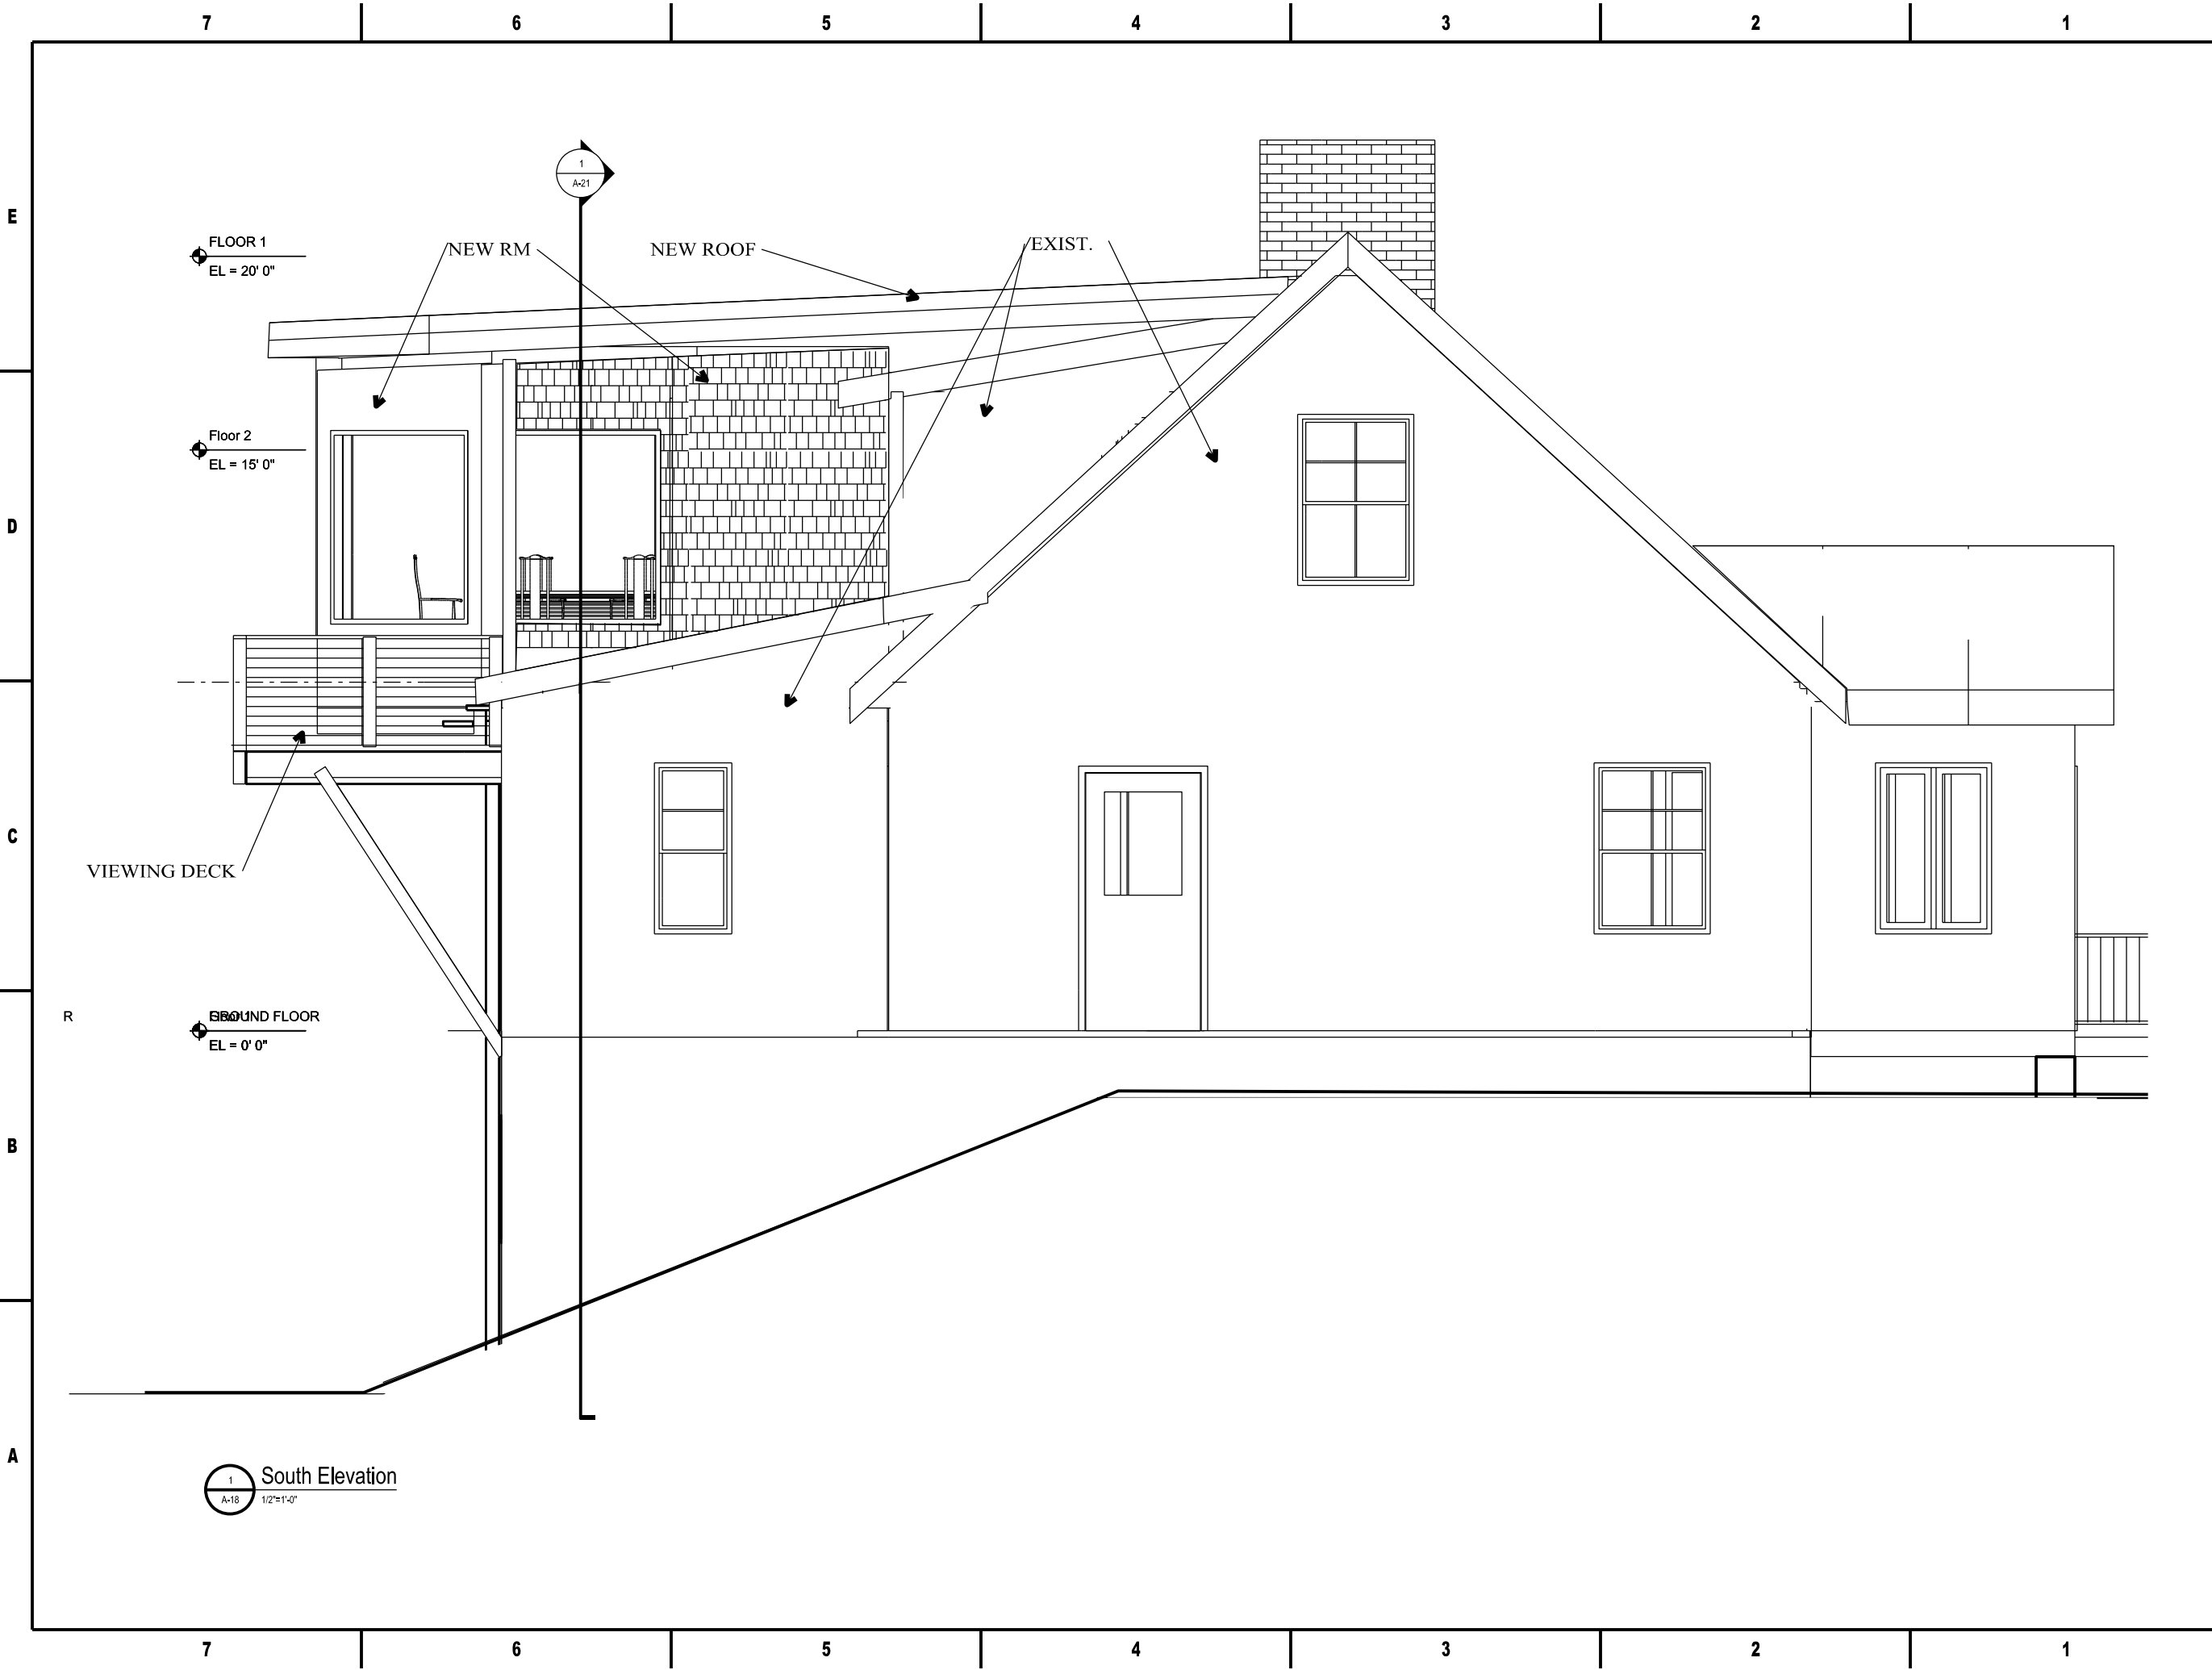 7 6 5 4 3 2 1
E
D
C
B
A
1
A-21
FLOOR 1
EL = 20' 0"
NEW RM
NEW ROOF
EXIST.
Floor 2
EL = 15' 0"
VIEWING DECK
R
GROUND FLOOR
EL = 0' 0"
1
A-18
South Elevation
1/2"=1'-0"
7 6 5 4 3 2 1